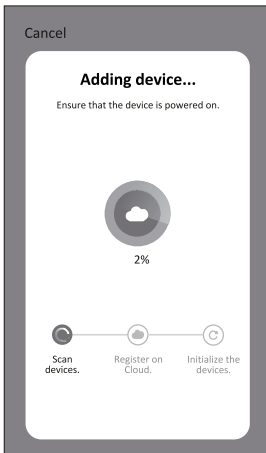 Cancel
Adding device...
Ensure that the device is powered on.
2%
Scan devices.
Register on Cloud.
Initialize the devices.